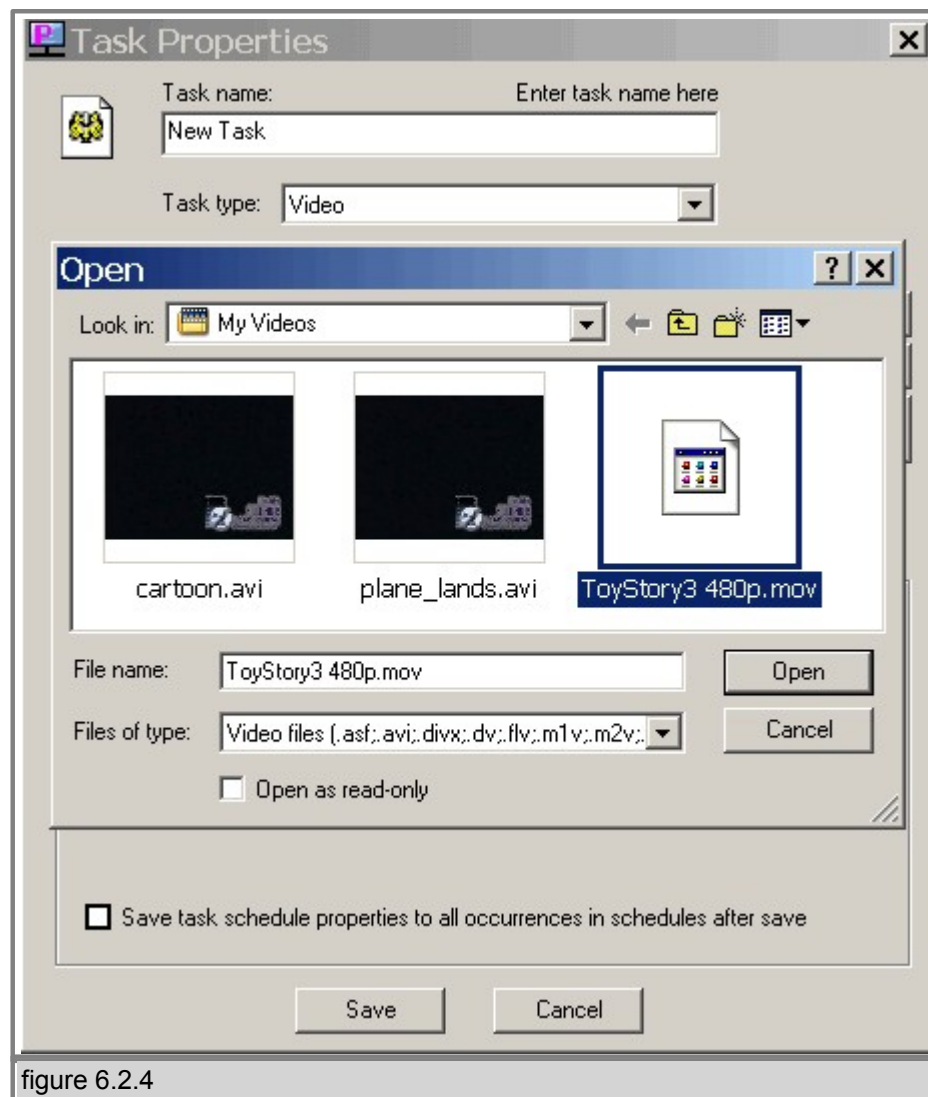 Task Properties
Task name: Enter task name here
New Task
Task type: Video
Open
Look in: My Videos
cartoon.avi plane_lands.avi ToyStory3 480p.mov
File name: ToyStory3 480p.mov Open
Files of type: Video files (.asf;.avi;.divx;.dv;.flv;.m1v;.m2v;. Cancel
Open as read-only
Save task schedule properties to all occurrences in schedules after save
Save Cancel
figure 6.2.4